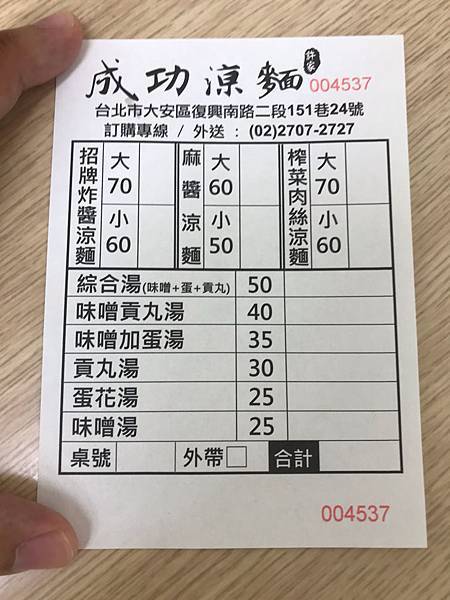 成功涼麵 許家 004537
台北市大安區復興南路二段151巷24號
訂購專線 / 外送 : (02)2707-2727
招牌炸醬涼麵 大 70 小 60
麻醬涼麵 大 60 小 50
榨菜肉絲涼麵 大 70 小 60
綜合湯(味噌+蛋+貢丸) 50
味噌貢丸湯 40
味噌加蛋湯 35
貢丸湯 30
蛋花湯 25
味噌湯 25
桌號 外帶□ 合計
004537